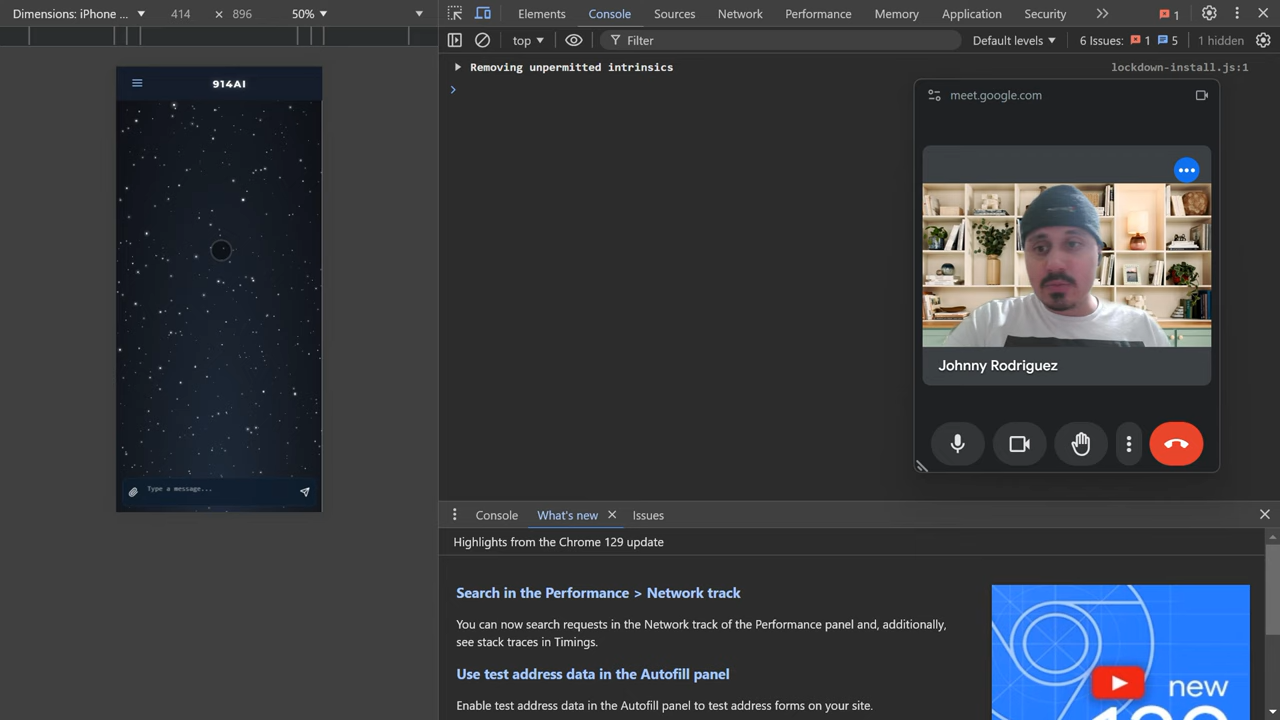 Dimensions: iPhone ... 414 × 896 50%
Elements Console Sources Network Performance Memory Application Security 1
top Filter Default levels 6 Issues: 1 5 1 hidden
Removing unpermitted intrinsics lockdown-install.js:1
914AI
Type a message...
meet.google.com
Johnny Rodriguez
Console What's new Issues
Highlights from the Chrome 129 update
Search in the Performance > Network track
You can now search requests in the Network track of the Performance panel and, additionally,
see stack traces in Timings.
Use test address data in the Autofill panel
Enable test address data in the Autofill panel to test address forms on your site.
new